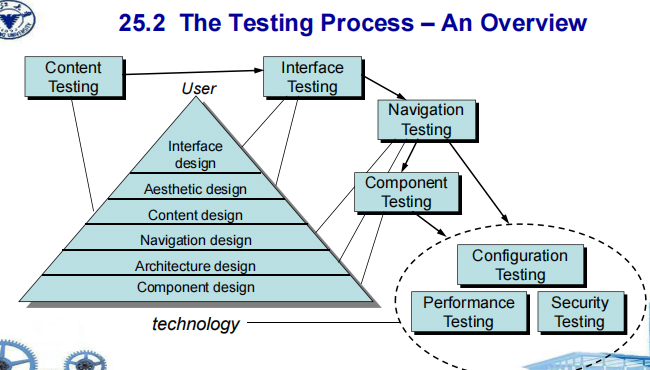 25.2 The Testing Process – An Overview
Content
Testing
Interface
Testing
User
Navigation
Testing
Interface
design
Aesthetic design
Component
Testing
Content design
Navigation design
Architecture design
Component design
Configuration
Testing
Performance
Testing
Security
Testing
technology